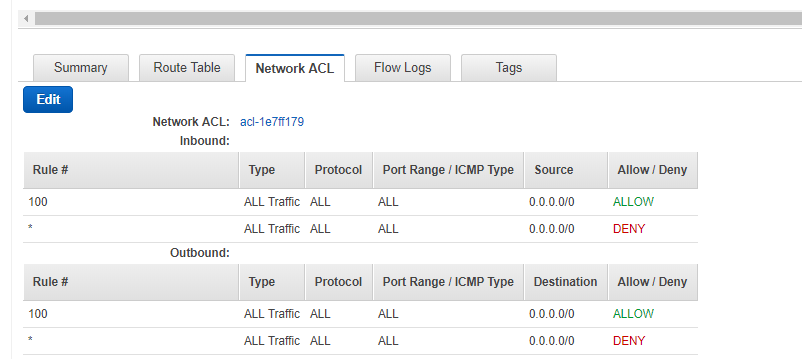 Summary Route Table Network ACL Flow Logs Tags
Edit
Network ACL: acl-1e7ff179
Inbound:
Rule # Type Protocol Port Range / ICMP Type Source Allow / Deny
100 ALL Traffic ALL ALL 0.0.0.0/0 ALLOW
* ALL Traffic ALL ALL 0.0.0.0/0 DENY
Outbound:
Rule # Type Protocol Port Range / ICMP Type Destination Allow / Deny
100 ALL Traffic ALL ALL 0.0.0.0/0 ALLOW
* ALL Traffic ALL ALL 0.0.0.0/0 DENY